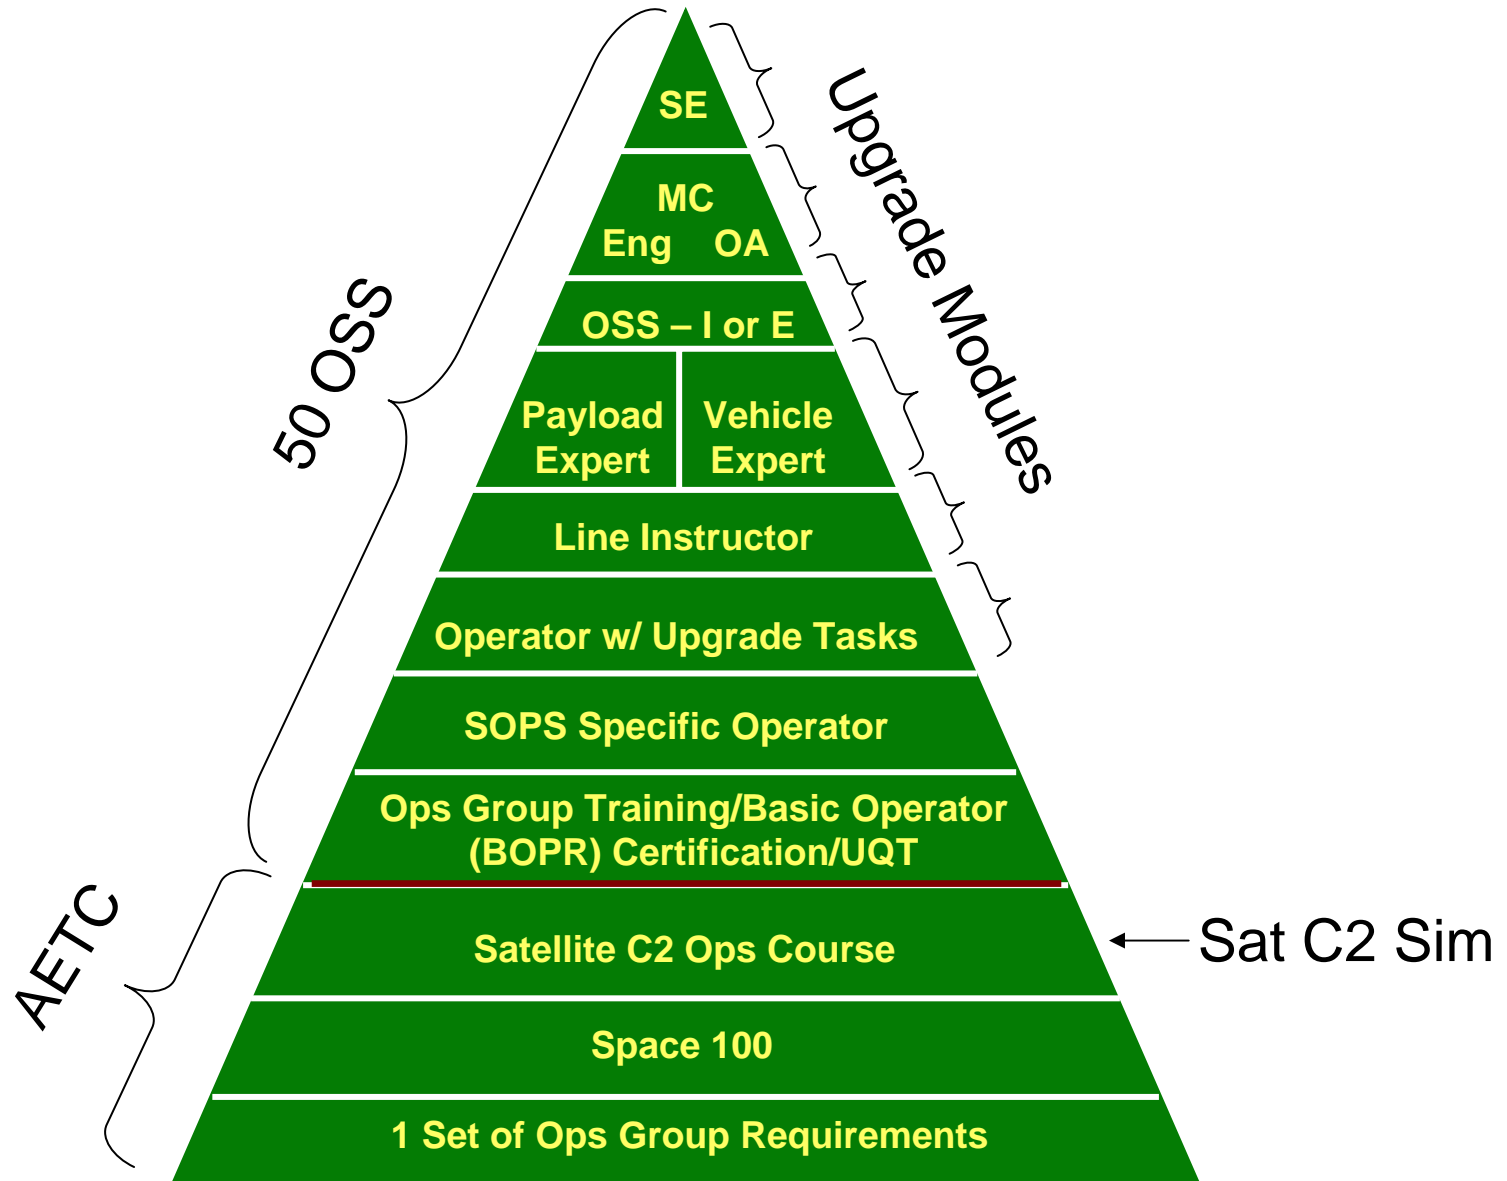 SE
MC
Eng OA
OSS – I or E
Payload
Expert
Vehicle
Expert
Line Instructor
Operator w/ Upgrade Tasks
SOPS Specific Operator
Ops Group Training/Basic Operator
(BOPR) Certification/UQT
Satellite C2 Ops Course
Space 100
1 Set of Ops Group Requirements
50 OSS
AETC
Upgrade Modules
Sat C2 Sim